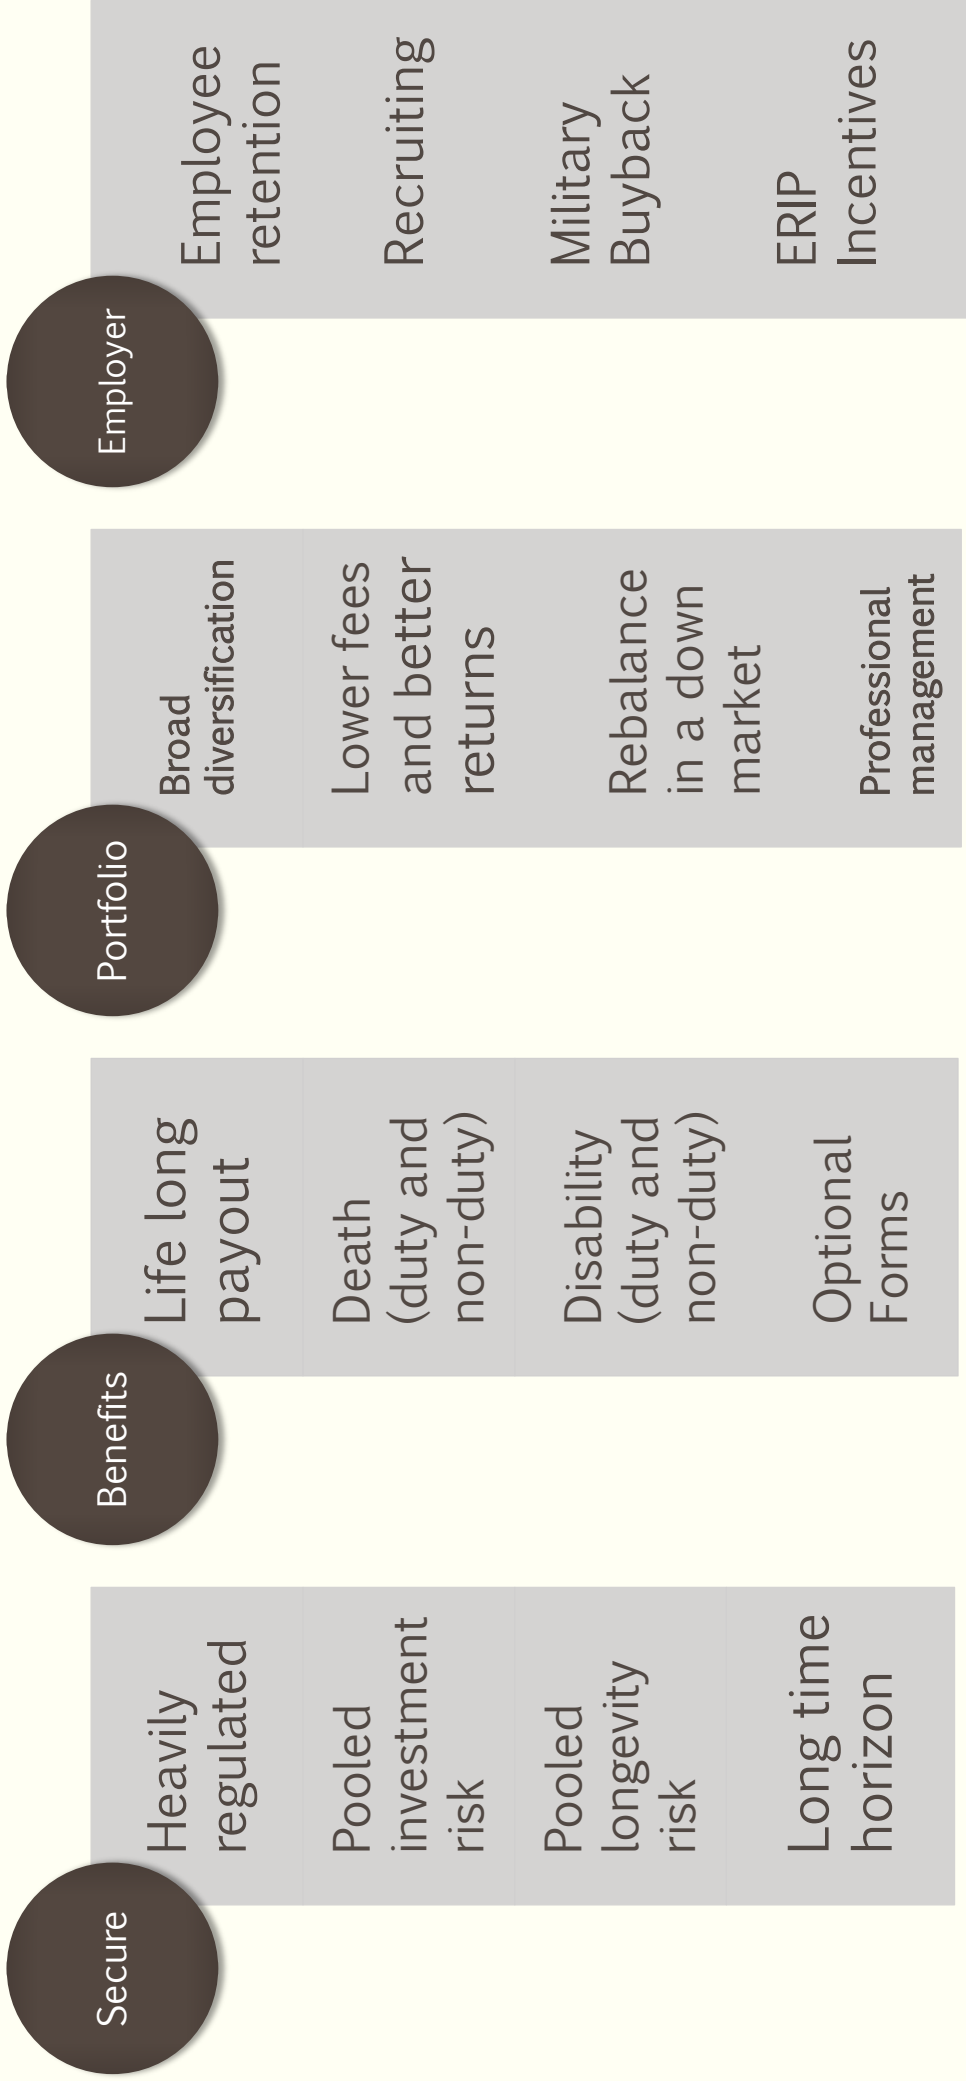 Secure
Heavily
regulated
Pooled
investment
risk
Pooled
longevity
risk
Long time
horizon
Benefits
Life long
payout
Death
(duty and
non-duty)
Disability
(duty and
non-duty)
Optional
Forms
Portfolio
Broad
diversification
Lower fees
and better
returns
Rebalance
in a down
market
Professional
management
Employer
Employee
retention
Recruiting
Military
Buyback
ERIP
Incentives